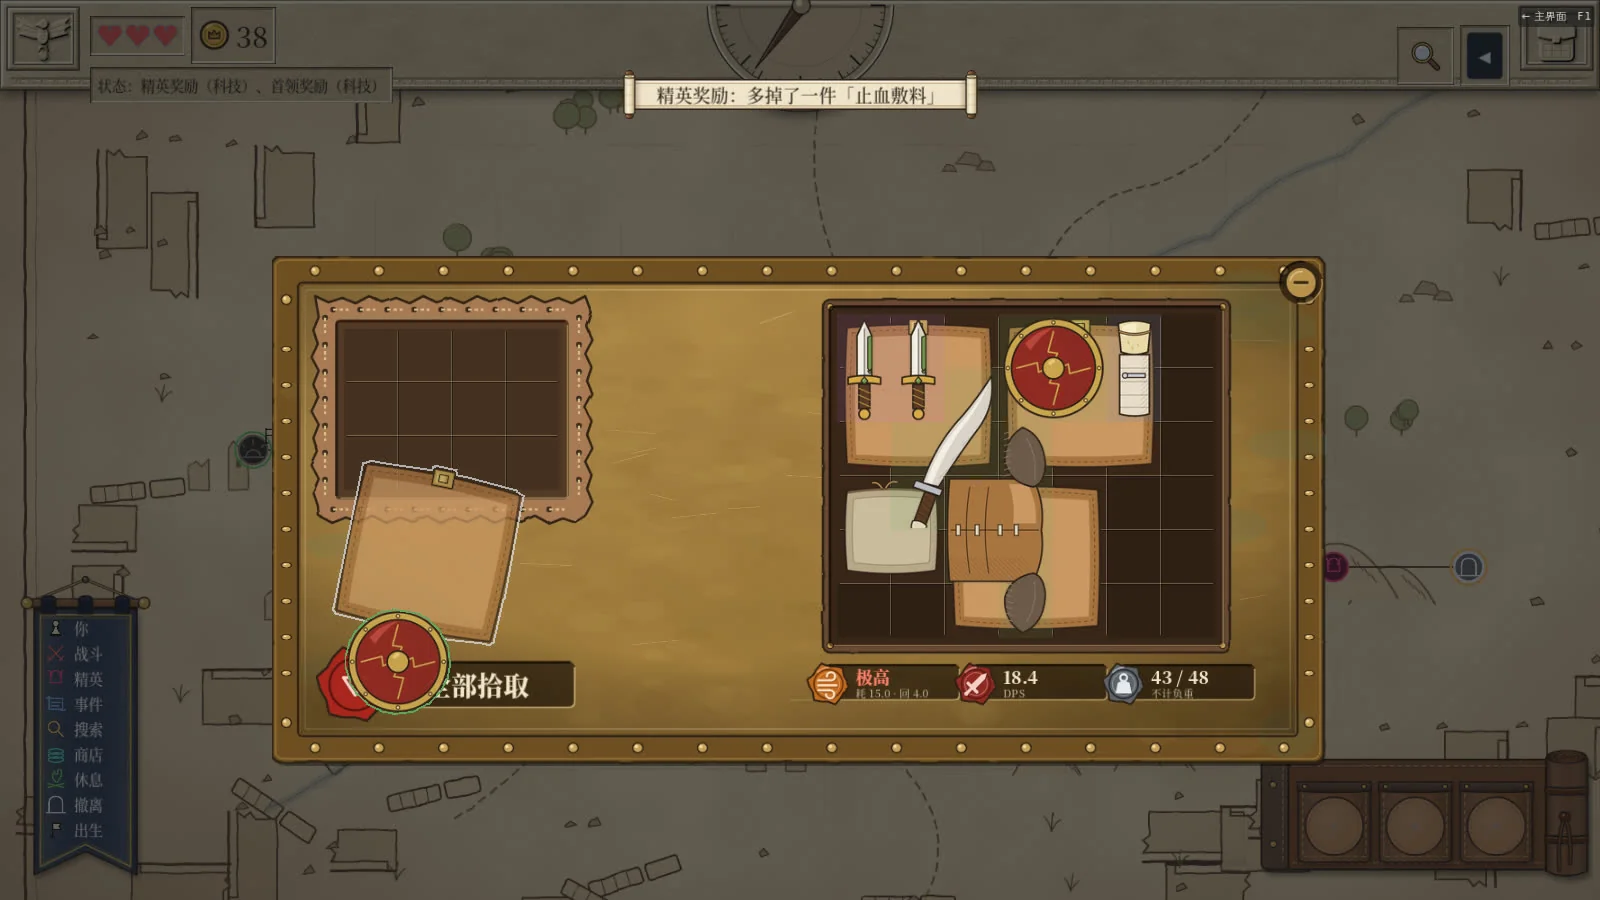 38
← 主界面 F1
状态：精英奖励（科技）、首领奖励（科技）
精英奖励：多掉了一件「止血敷料」
你
战斗
精英
事件
搜索
商店
休息
撤离
出生
部拾取
极高
耗 15.0 · 回 4.0
18.4
DPS
43 / 48
不计负重